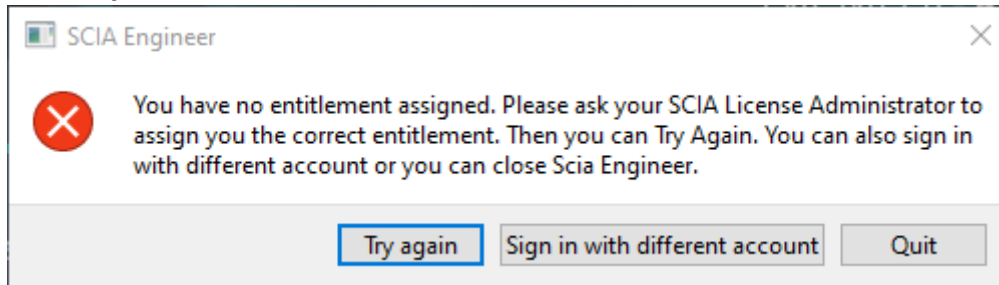 SCIA Engineer
You have no entitlement assigned. Please ask your SCIA License Administrator to
assign you the correct entitlement. Then you can Try Again. You can also sign in
with different account or you can close Scia Engineer.
Try again Sign in with different account Quit